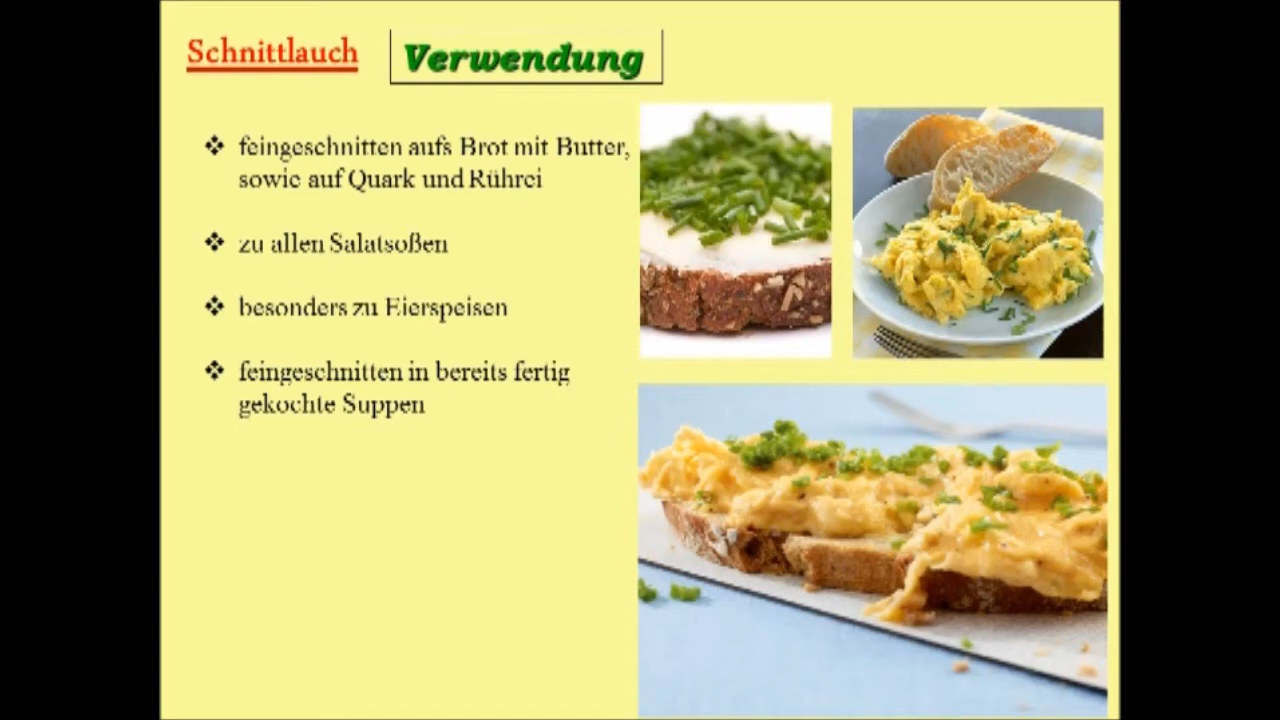 Schnittlauch Verwendung
❖ feingeschnitten aufs Brot mit Butter,
sowie auf Quark und Rührei
❖ zu allen Salatsoßen
❖ besonders zu Eierspeisen
❖ feingeschnitten in bereits fertig
gekochte Suppen